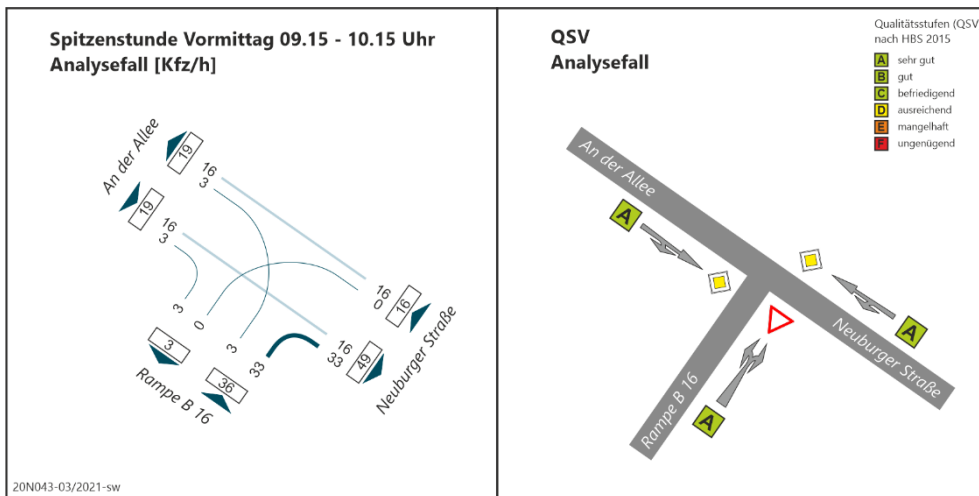 Spitzenstunde Vormittag 09.15 - 10.15 Uhr
Analysefall [Kfz/h]
An der Allee
19
16
3
19
16
3
3
0
3
33
3
36
Rampe B 16
16
0
16
16
33
49
Neuburger Straße
20N043-03/2021-sw
QSV
Analysefall
Qualitätsstufen (QSV
nach HBS 2015
A sehr gut
B gut
C befriedigend
D ausreichend
E mangelhaft
F ungenügend
An der Allee
A
A
Neuburger Straße
Rampe B 16
A